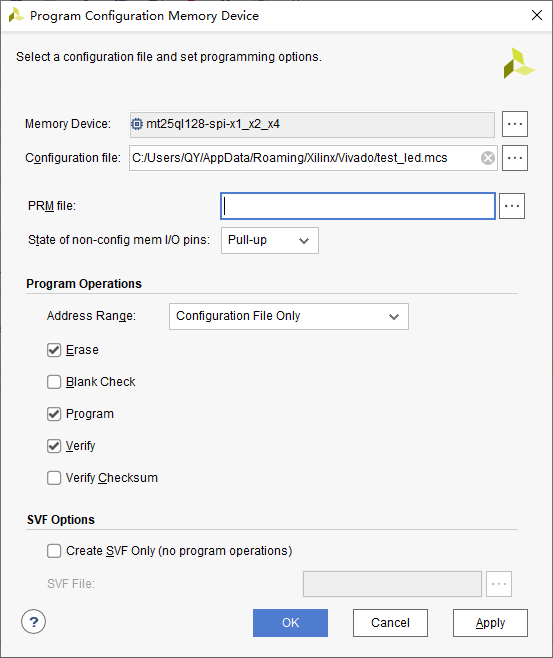 Program Configuration Memory Device
Select a configuration file and set programming options.
Memory Device: mt25ql128-spi-x1_x2_x4 ...
Configuration file: C:/Users/QY/AppData/Roaming/Xilinx/Vivado/test_led.mcs ...
PRM file: ...
State of non-config mem I/O pins: Pull-up
Program Operations
Address Range: Configuration File Only
Erase
Blank Check
Program
Verify
Verify Checksum
SVF Options
Create SVF Only (no program operations)
SVF File: ...
? OK Cancel Apply